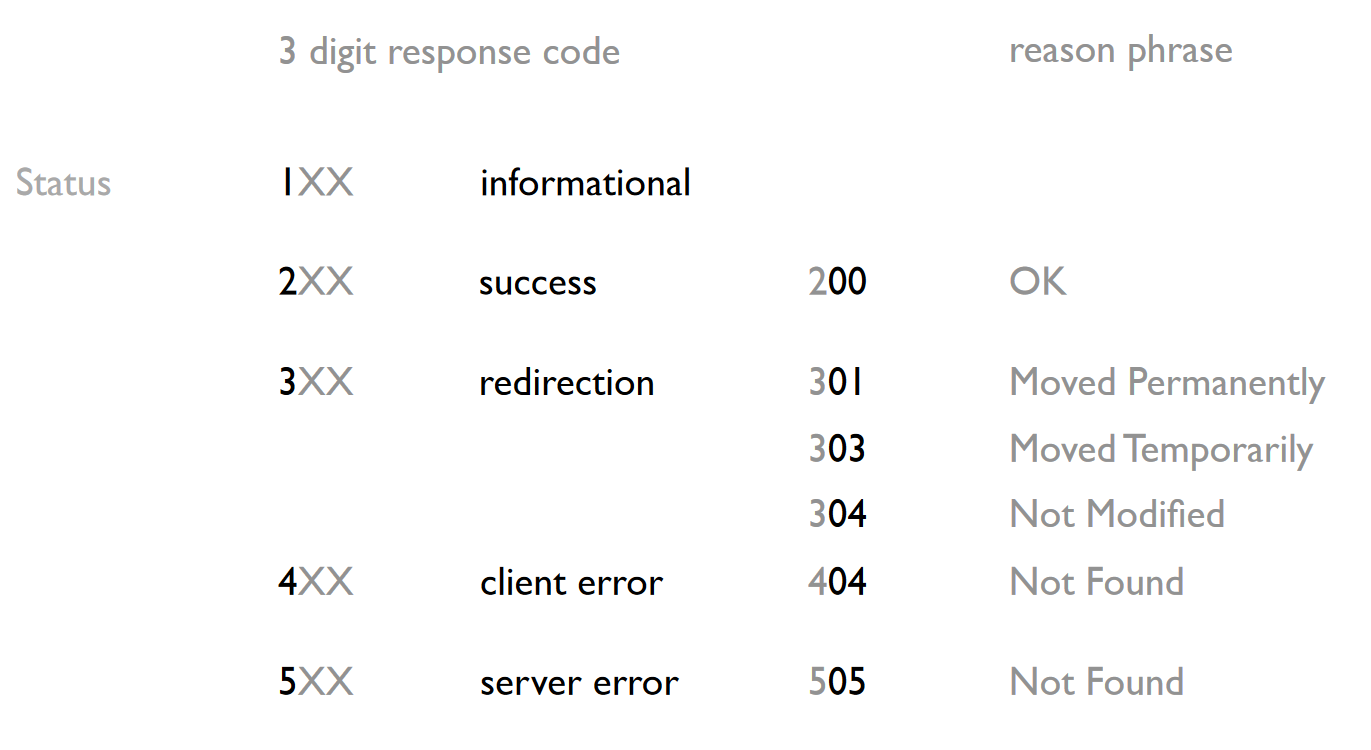 3 digit response code reason phrase
Status 1XX informational
2XX success 200 OK
3XX redirection 301 Moved Permanently
303 Moved Temporarily
304 Not Modified
4XX client error 404 Not Found
5XX server error 505 Not Found